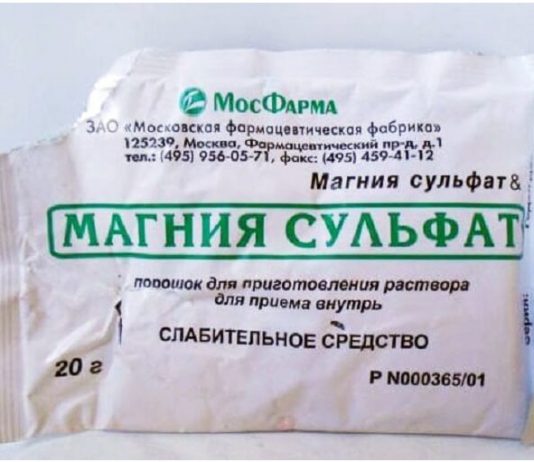 МосФарма
ЗАО «Московская фармацевтическая фабрика»
125239, Москва, Фармацевтический пр-д, д.1
тел.: (495) 956-05-71, факс: (495) 459-41-12
Магния сульфат&
МАГНИЯ СУЛЬФАТ
порошок для приготовления раствора
для приема внутрь
СЛАБИТЕЛЬНОЕ СРЕДСТВО
20 г
Р N000365/01
Серия: